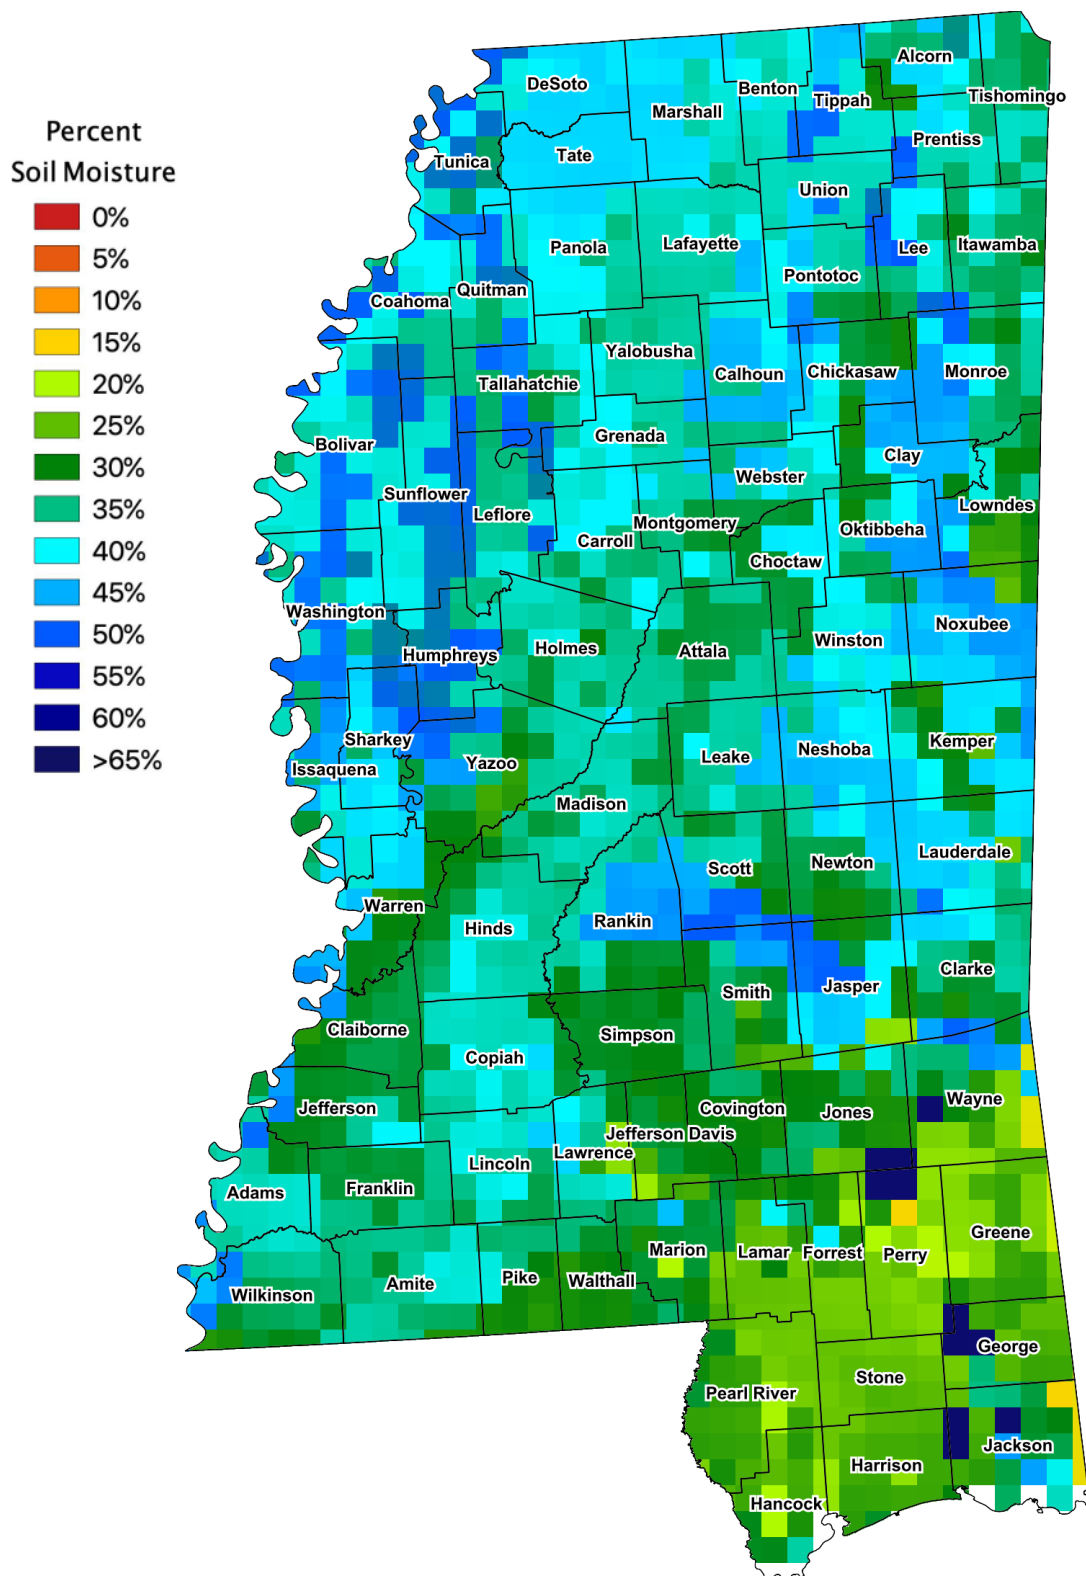 Percent
Soil Moisture
0%
5%
10%
15%
20%
25%
30%
35%
40%
45%
50%
55%
60%
>65%
Alcorn
DeSoto
Benton
Tippah
Tishomingo
Marshall
Prentiss
Tate
Tunica
Union
Panola
Lafayette
Lee
Itawamba
Pontotoc
Quitman
Coahoma
Yalobusha
Calhoun
Chickasaw
Monroe
Tallahatchie
Grenada
Bolivar
Clay
Webster
Sunflower
Lowndes
Leflore
Montgomery
Oktibbeha
Carroll
Choctaw
Washington
Noxubee
Winston
Holmes
Attala
Humphreys
Sharkey
Kemper
Neshoba
Leake
Yazoo
Issaquena
Madison
Lauderdale
Newton
Scott
Warren
Rankin
Hinds
Clarke
Jasper
Smith
Claiborne
Simpson
Copiah
Wayne
Jefferson
Covington
Jones
Jefferson Davis
Lawrence
Lincoln
Franklin
Adams
Greene
Marion
Lamar
Forrest
Perry
Pike
Walthall
Amite
Wilkinson
George
Stone
Pearl River
Jackson
Harrison
Hancock